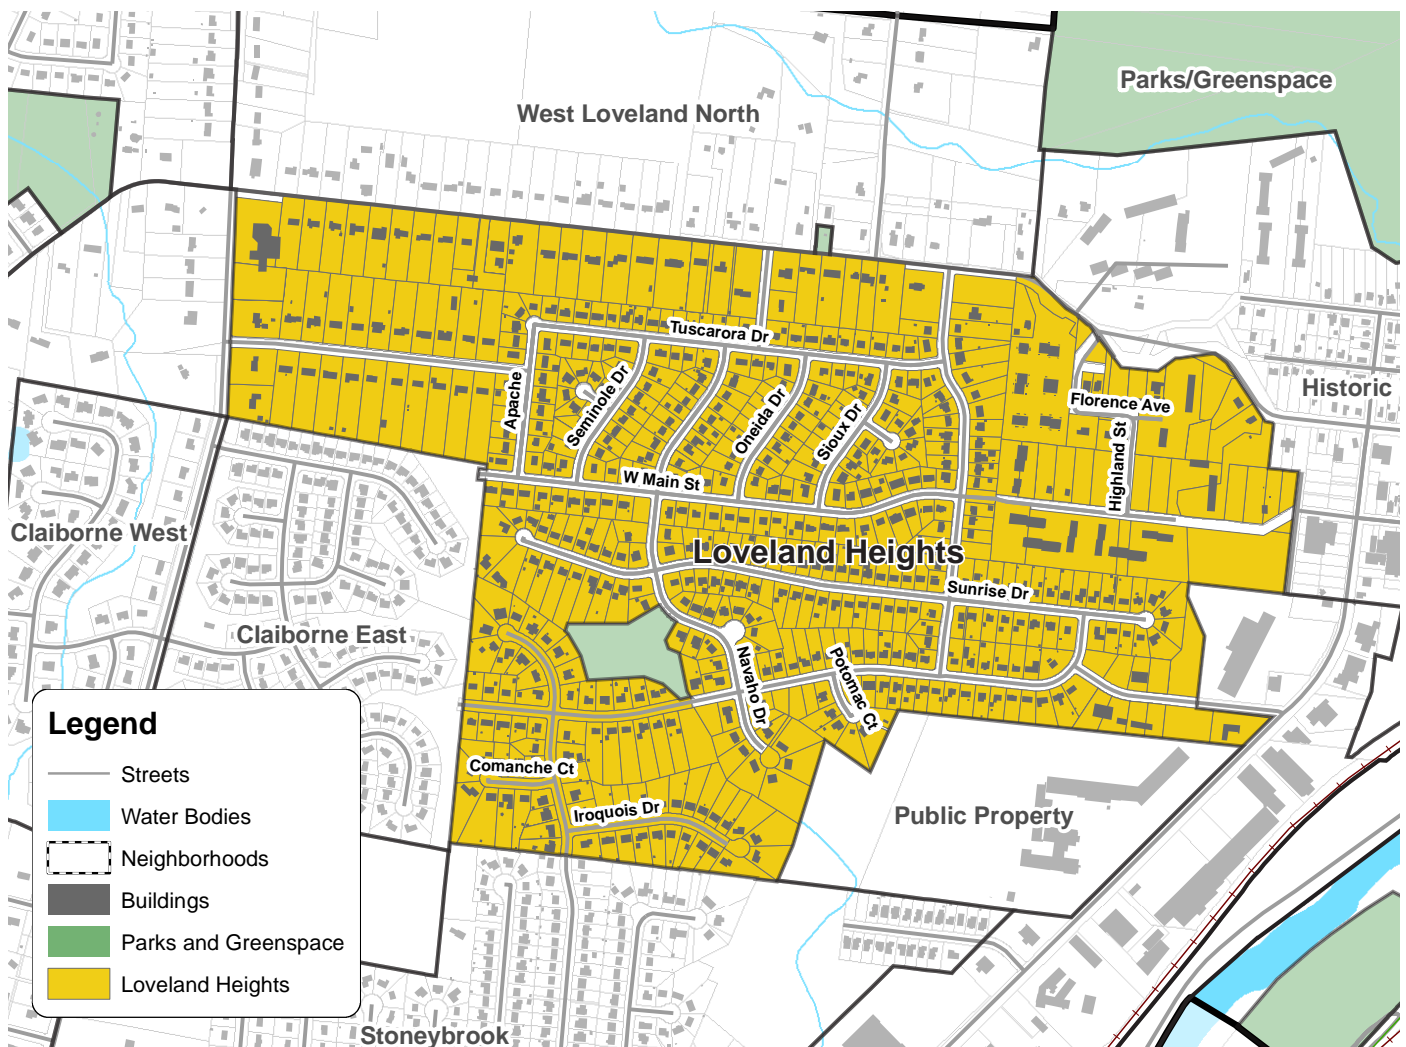 Parks/Greenspace
West Loveland North
Tuscarora Dr
Historic
Apache
Seminole Dr
Oneida Dr
Sioux Dr
Florence Ave
Highland St
W Main St
Claiborne West
Loveland Heights
Sunrise Dr
Claiborne East
Navaho Dr
Potomac Ct
Comanche Ct
Iroquois Dr
Public Property
Legend
Streets
Water Bodies
Neighborhoods
Buildings
Parks and Greenspace
Loveland Heights
Stoneybrook